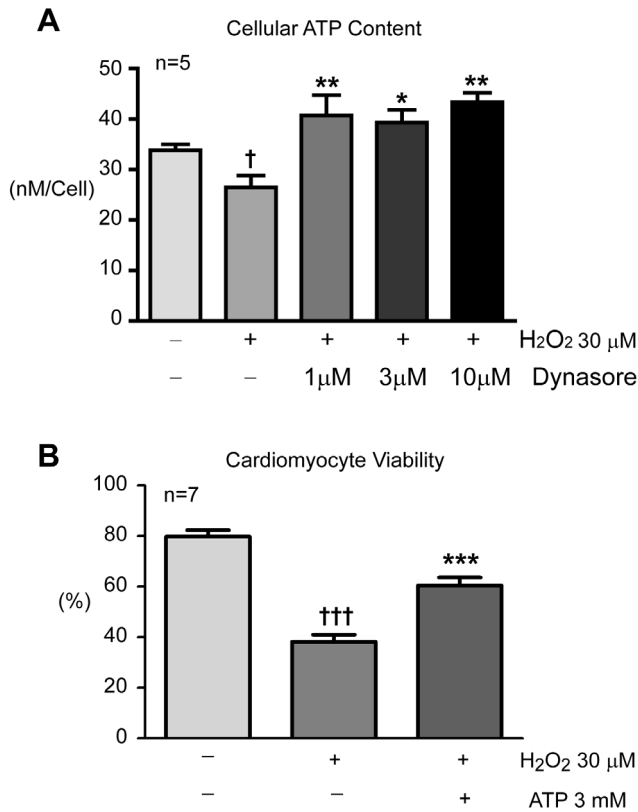 A
Cellular ATP Content
n=5
50
40
30
20
10
0
(nM/Cell)
†
**
*
**
– + + + + H2O2 30 μM
– – 1μM 3μM 10μM Dynasore
B
Cardiomyocyte Viability
n=7
100
80
60
40
20
0
(%)
†††
***
– + + H2O2 30 μM
– – + ATP 3 mM